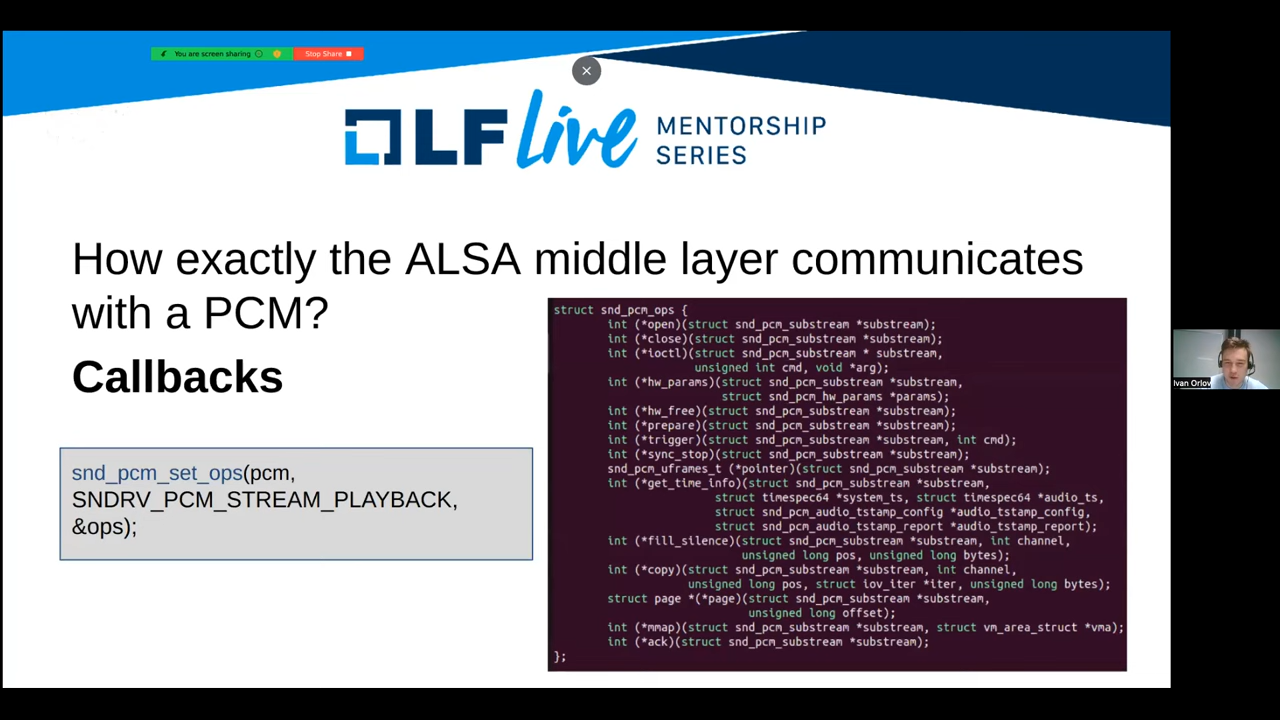 You are screen sharing
Stop Share
LF live MENTORSHIP
SERIES
How exactly the ALSA middle layer communicates
with a PCM?
Callbacks
snd_pcm_set_ops(pcm,
SNDRV_PCM_STREAM_PLAYBACK,
&ops);
struct snd_pcm_ops {
int (*open)(struct snd_pcm_substream *substream);
int (*close)(struct snd_pcm_substream *substream);
int (*ioctl)(struct snd_pcm_substream * substream,
unsigned int cmd, void *arg);
int (*hw_params)(struct snd_pcm_substream *substream,
struct snd_pcm_hw_params *params);
int (*hw_free)(struct snd_pcm_substream *substream);
int (*prepare)(struct snd_pcm_substream *substream);
int (*trigger)(struct snd_pcm_substream *substream, int cmd);
int (*sync_stop)(struct snd_pcm_substream *substream);
snd_pcm_uframes_t (*pointer)(struct snd_pcm_substream *substream);
int (*get_time_info)(struct snd_pcm_substream *substream,
struct timespec64 *system_ts, struct timespec64 *audio_ts,
struct snd_pcm_audio_tstamp_config *audio_tstamp_config,
struct snd_pcm_audio_tstamp_report *audio_tstamp_report);
int (*fill_silence)(struct snd_pcm_substream *substream, int channel,
unsigned long pos, unsigned long bytes);
int (*copy)(struct snd_pcm_substream *substream, int channel,
unsigned long pos, struct iov_iter *iter, unsigned long bytes);
struct page *(*page)(struct snd_pcm_substream *substream,
unsigned long offset);
int (*mmap)(struct snd_pcm_substream *substream, struct vm_area_struct *vma);
int (*ack)(struct snd_pcm_substream *substream);
};
Ivan Orlov